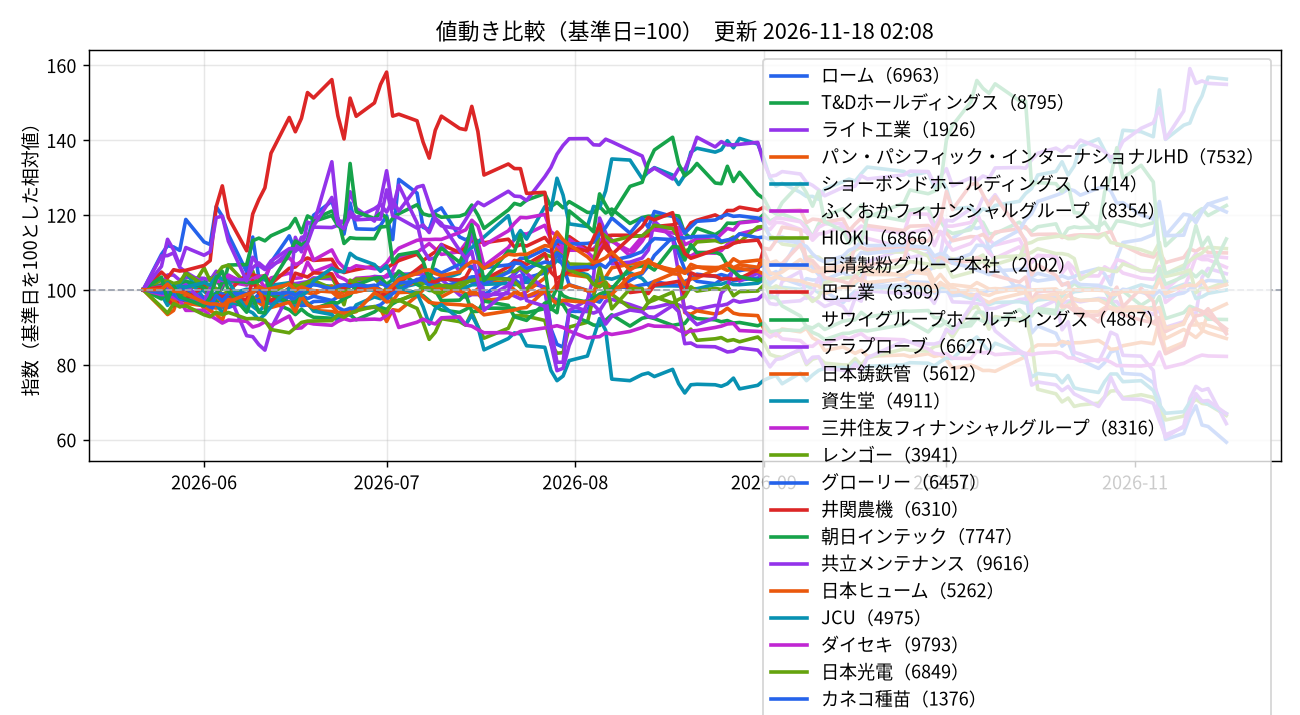 値動き比較（基準日=100）　更新 2026-11-18 02:08
指数（基準日を100とした相対値）
160
140
120
100
80
60
2026-06
2026-07
2026-08
2026-09
2026-10
2026-11
ローム（6963）
T&Dホールディングス（8795）
ライト工業（1926）
パン・パシフィック・インターナショナルHD（7532）
ショーボンドホールディングス（1414）
ふくおかフィナンシャルグループ（8354）
HIOKI（6866）
日清製粉グループ本社（2002）
巴工業（6309）
サワイグループホールディングス（4887）
テラプローブ（6627）
日本鋳鉄管（5612）
資生堂（4911）
三井住友フィナンシャルグループ（8316）
レンゴー（3941）
グローリー（6457）
井関農機（6310）
朝日インテック（7747）
共立メンテナンス（9616）
日本ヒューム（5262）
JCU（4975）
ダイセキ（9793）
日本光電（6849）
カネコ種苗（1376）